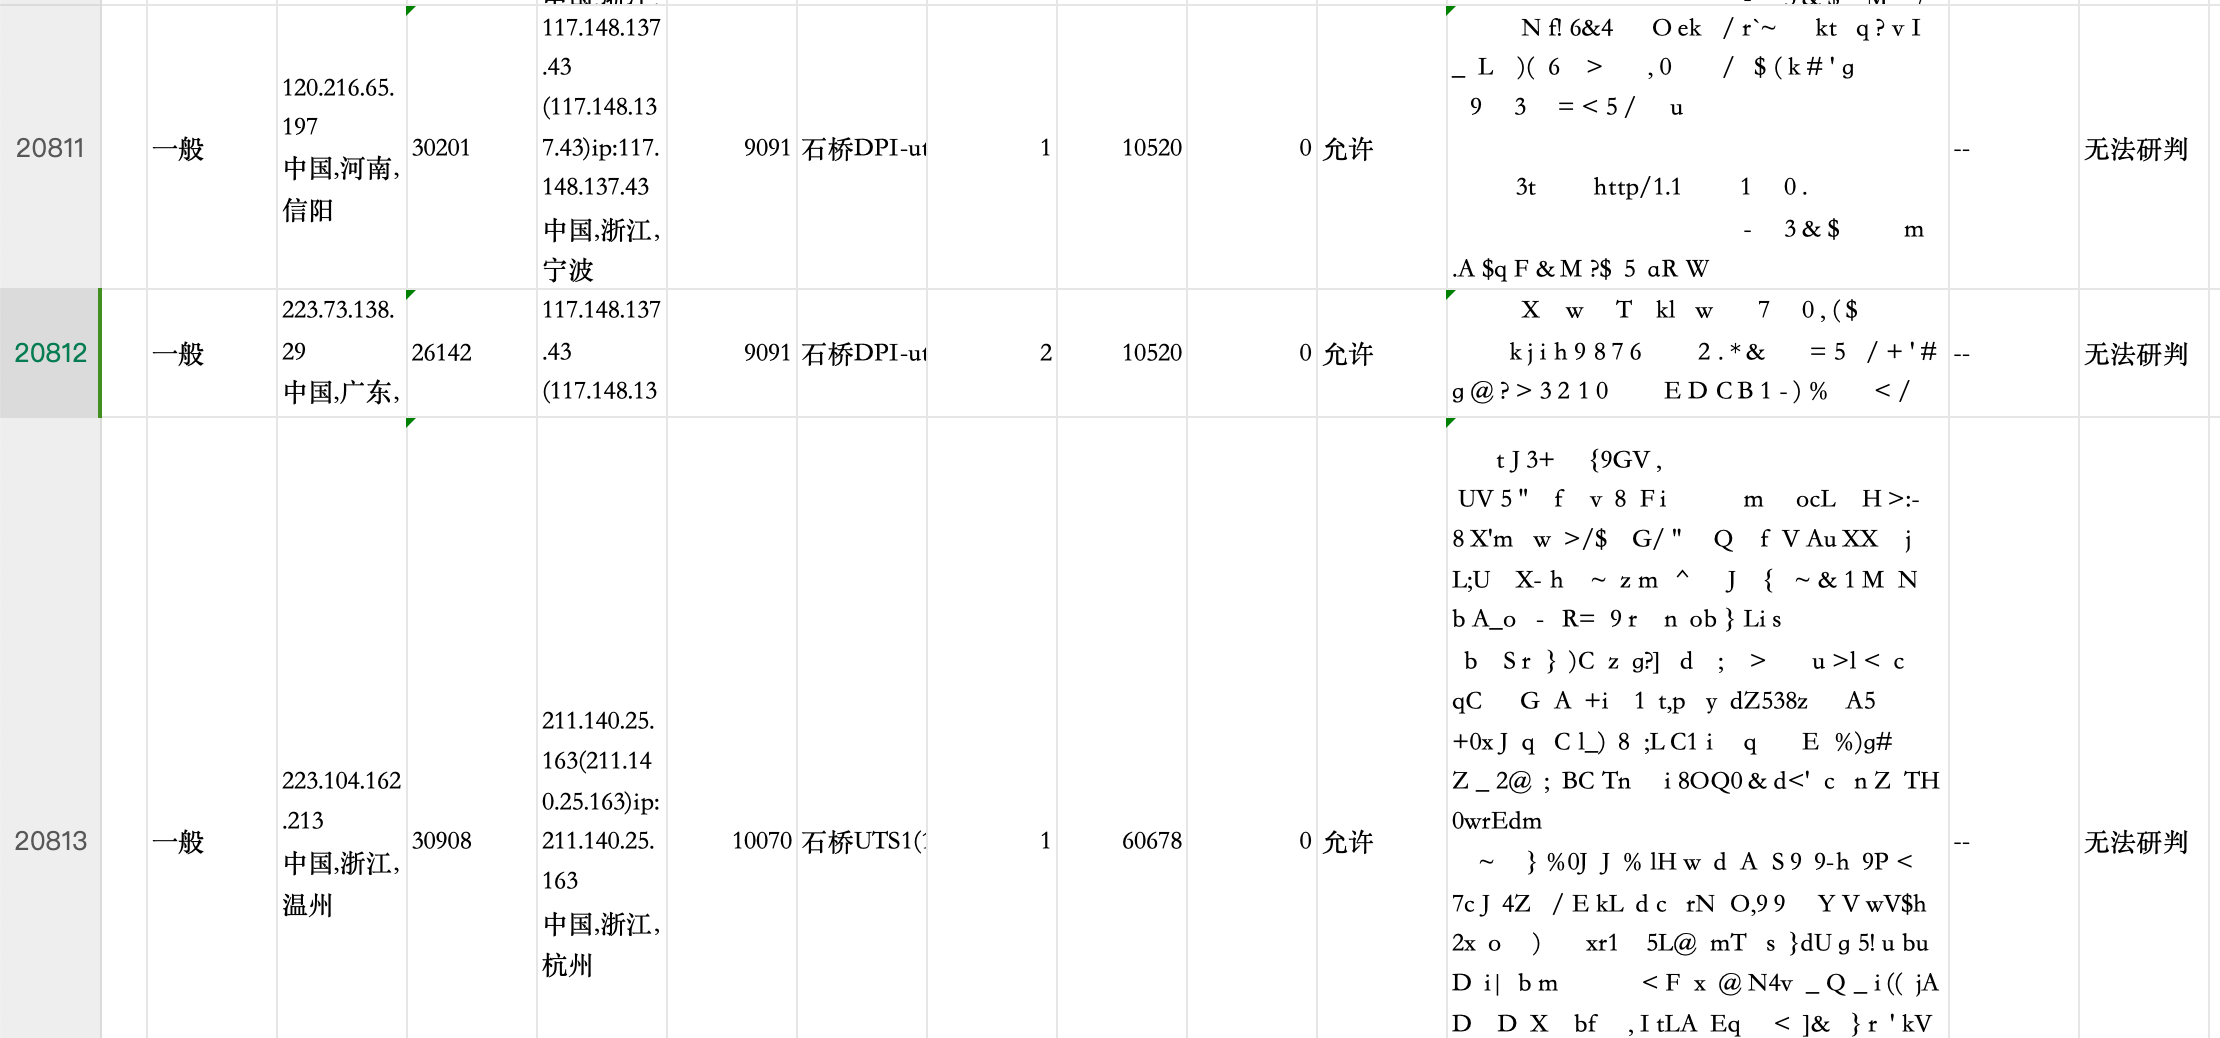 20811
一般
120.216.65.
197
中国,河南,
信阳
30201
117.148.137
.43
(117.148.13
7.43)ip:117.
148.137.43
中国,浙江,
宁波
9091
石桥DPI-ut
1
10520
0
允许
N f! 6&4 O ek / r`~ kt q ? v I
_ L )( 6 > , 0 / $ ( k # ' g
9 3 = < 5 / u
3t http/1.1 1 0 .
- 3 & $ m
.A $q F & M ?$ 5 aR W
--
无法研判
20812
一般
223.73.138.
29
中国,广东,
26142
117.148.137
.43
(117.148.13
9091
石桥DPI-ut
2
10520
0
允许
X w T kl w 7 0 , ( $
k j i h 9 8 7 6 2 . * & = 5 / + ' #
g @ ? > 3 2 1 0 E D C B 1 - ) % < /
--
无法研判
20813
一般
223.104.162
.213
中国,浙江,
温州
30908
211.140.25.
163(211.14
0.25.163)ip:
211.140.25.
163
中国,浙江,
杭州
10070
石桥UTS1(
1
60678
0
允许
t J 3+ {9GV ,
UV 5 " f v 8 F i m ocL H >:-
8 X'm w >/$ G/ " Q f V Au XX j
L;U X- h ~ z m ^ J { ~ & 1 M N
b A_o - R= 9 r n ob } Li s
b S r } )C z g?] d ; > u >l < c
qC G A +i 1 t,p y dZ538z A5
+0x J q C l_) 8 ;L C1 i q E %)g#
Z _ 2@ ; BC Tn i 8OQ0 & d<' c n Z TH
0wrEdm
~ } %0J J % lH w d A S 9 9-h 9P <
7c J 4Z / E kL d c rN O,9 9 Y V wV$h
2x o ) xr1 5L@ mT s }dU g 5! u bu
D i| b m < F x @ N4v _ Q _ i (( jA
D D X bf , I tLA Eq < ]& } r ' kV
--
无法研判